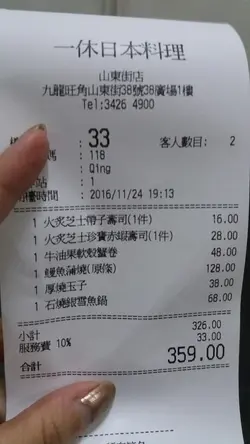 一休日本料理
山東街店
九龍旺角山東街38號38廣場1樓
Tel:3426 4900
33 客人數目: 2
: 118
: Qing
站 : 1
時間 : 2016/11/24 19:13
1 火炙芝士帶子壽司(1件) 16.00
1 火炙芝士珍寶赤蝦壽司(1件) 28.00
1 牛油果軟殼蟹卷 48.00
1 鰻魚蒲燒(原條) 128.00
1 厚燒玉子 38.00
1 石燒銀雪魚鍋 68.00
小計 326.00
服務費 10% 33.00
合計 359.00